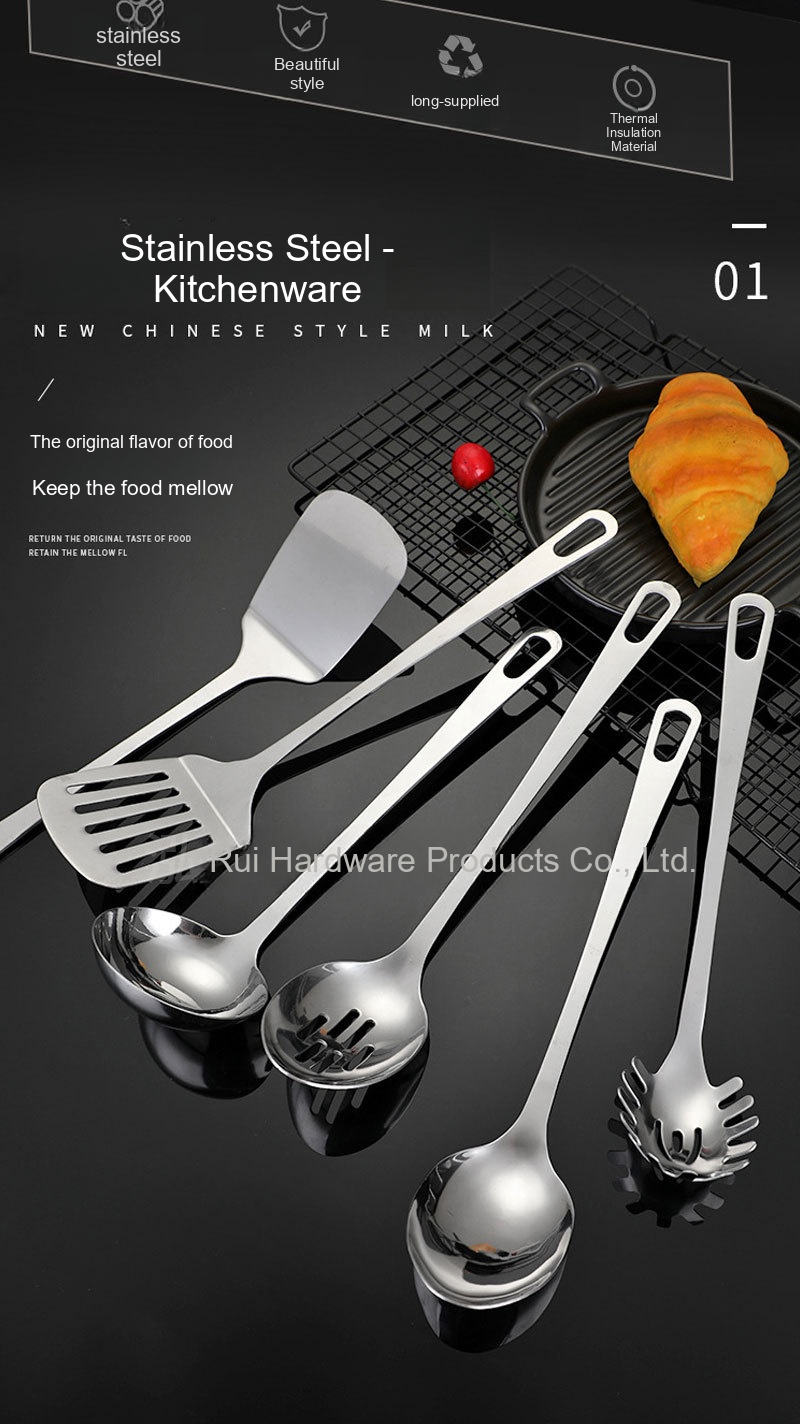 stainless
steel
Beautiful
style
long-supplied
Thermal
Insulation
Material
Stainless Steel -
Kitchenware
01
NEW CHINESE STYLE MILK
The original flavor of food
Keep the food mellow
RETURN THE ORIGINAL TASTE OF FOOD
RETAIN THE MELLOW FL
Rui Hardware Products Co., Ltd.